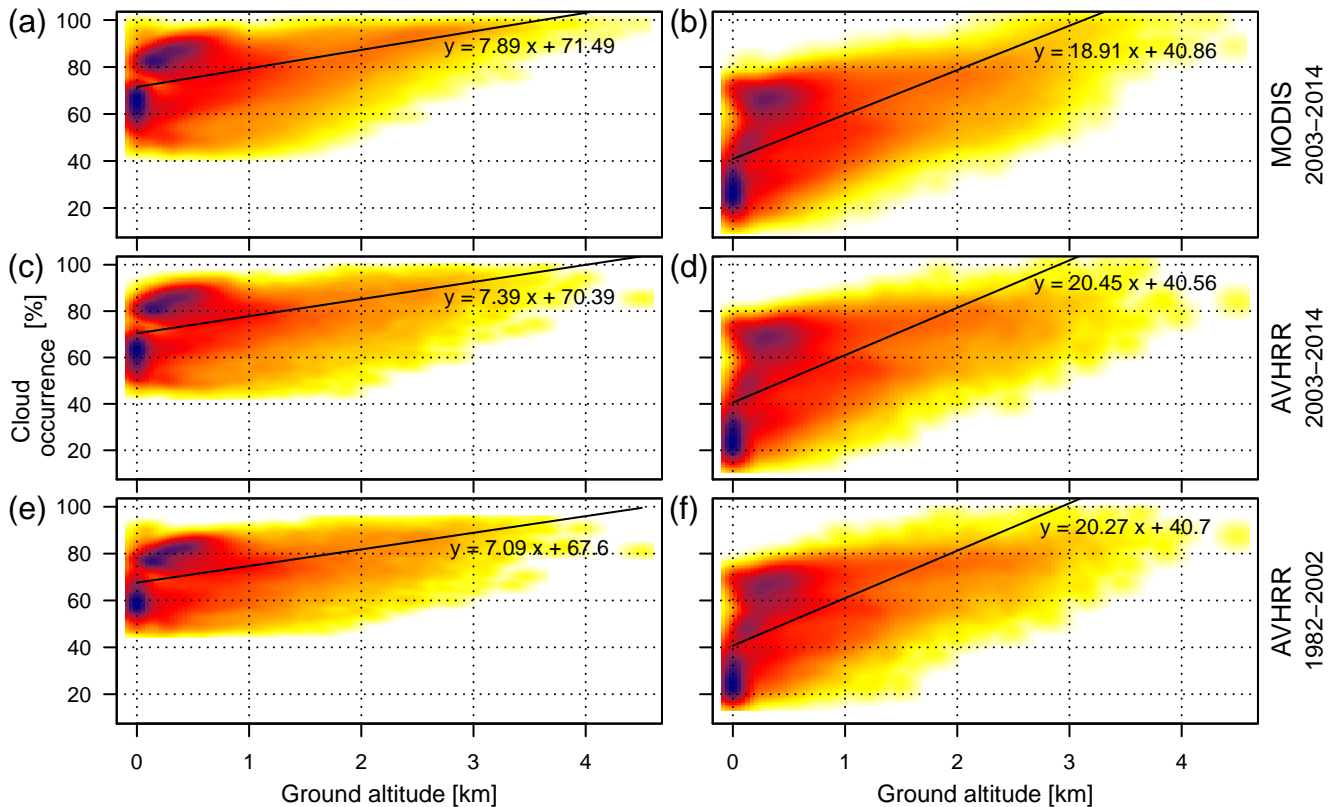 (a)
y = 7.89 x + 71.49
100
80
60
40
20
(b)
y = 18.91 x + 40.86
MODIS
2003−2014
(c)
y = 7.39 x + 70.39
100
80
60
40
20
Cloud
occurrence [%]
(d)
y = 20.45 x + 40.56
AVHRR
2003−2014
(e)
y = 7.09 x + 67.6
100
80
60
40
20
0 1 2 3 4
Ground altitude [km]
(f)
y = 20.27 x + 40.7
AVHRR
1982−2002
0 1 2 3 4
Ground altitude [km]